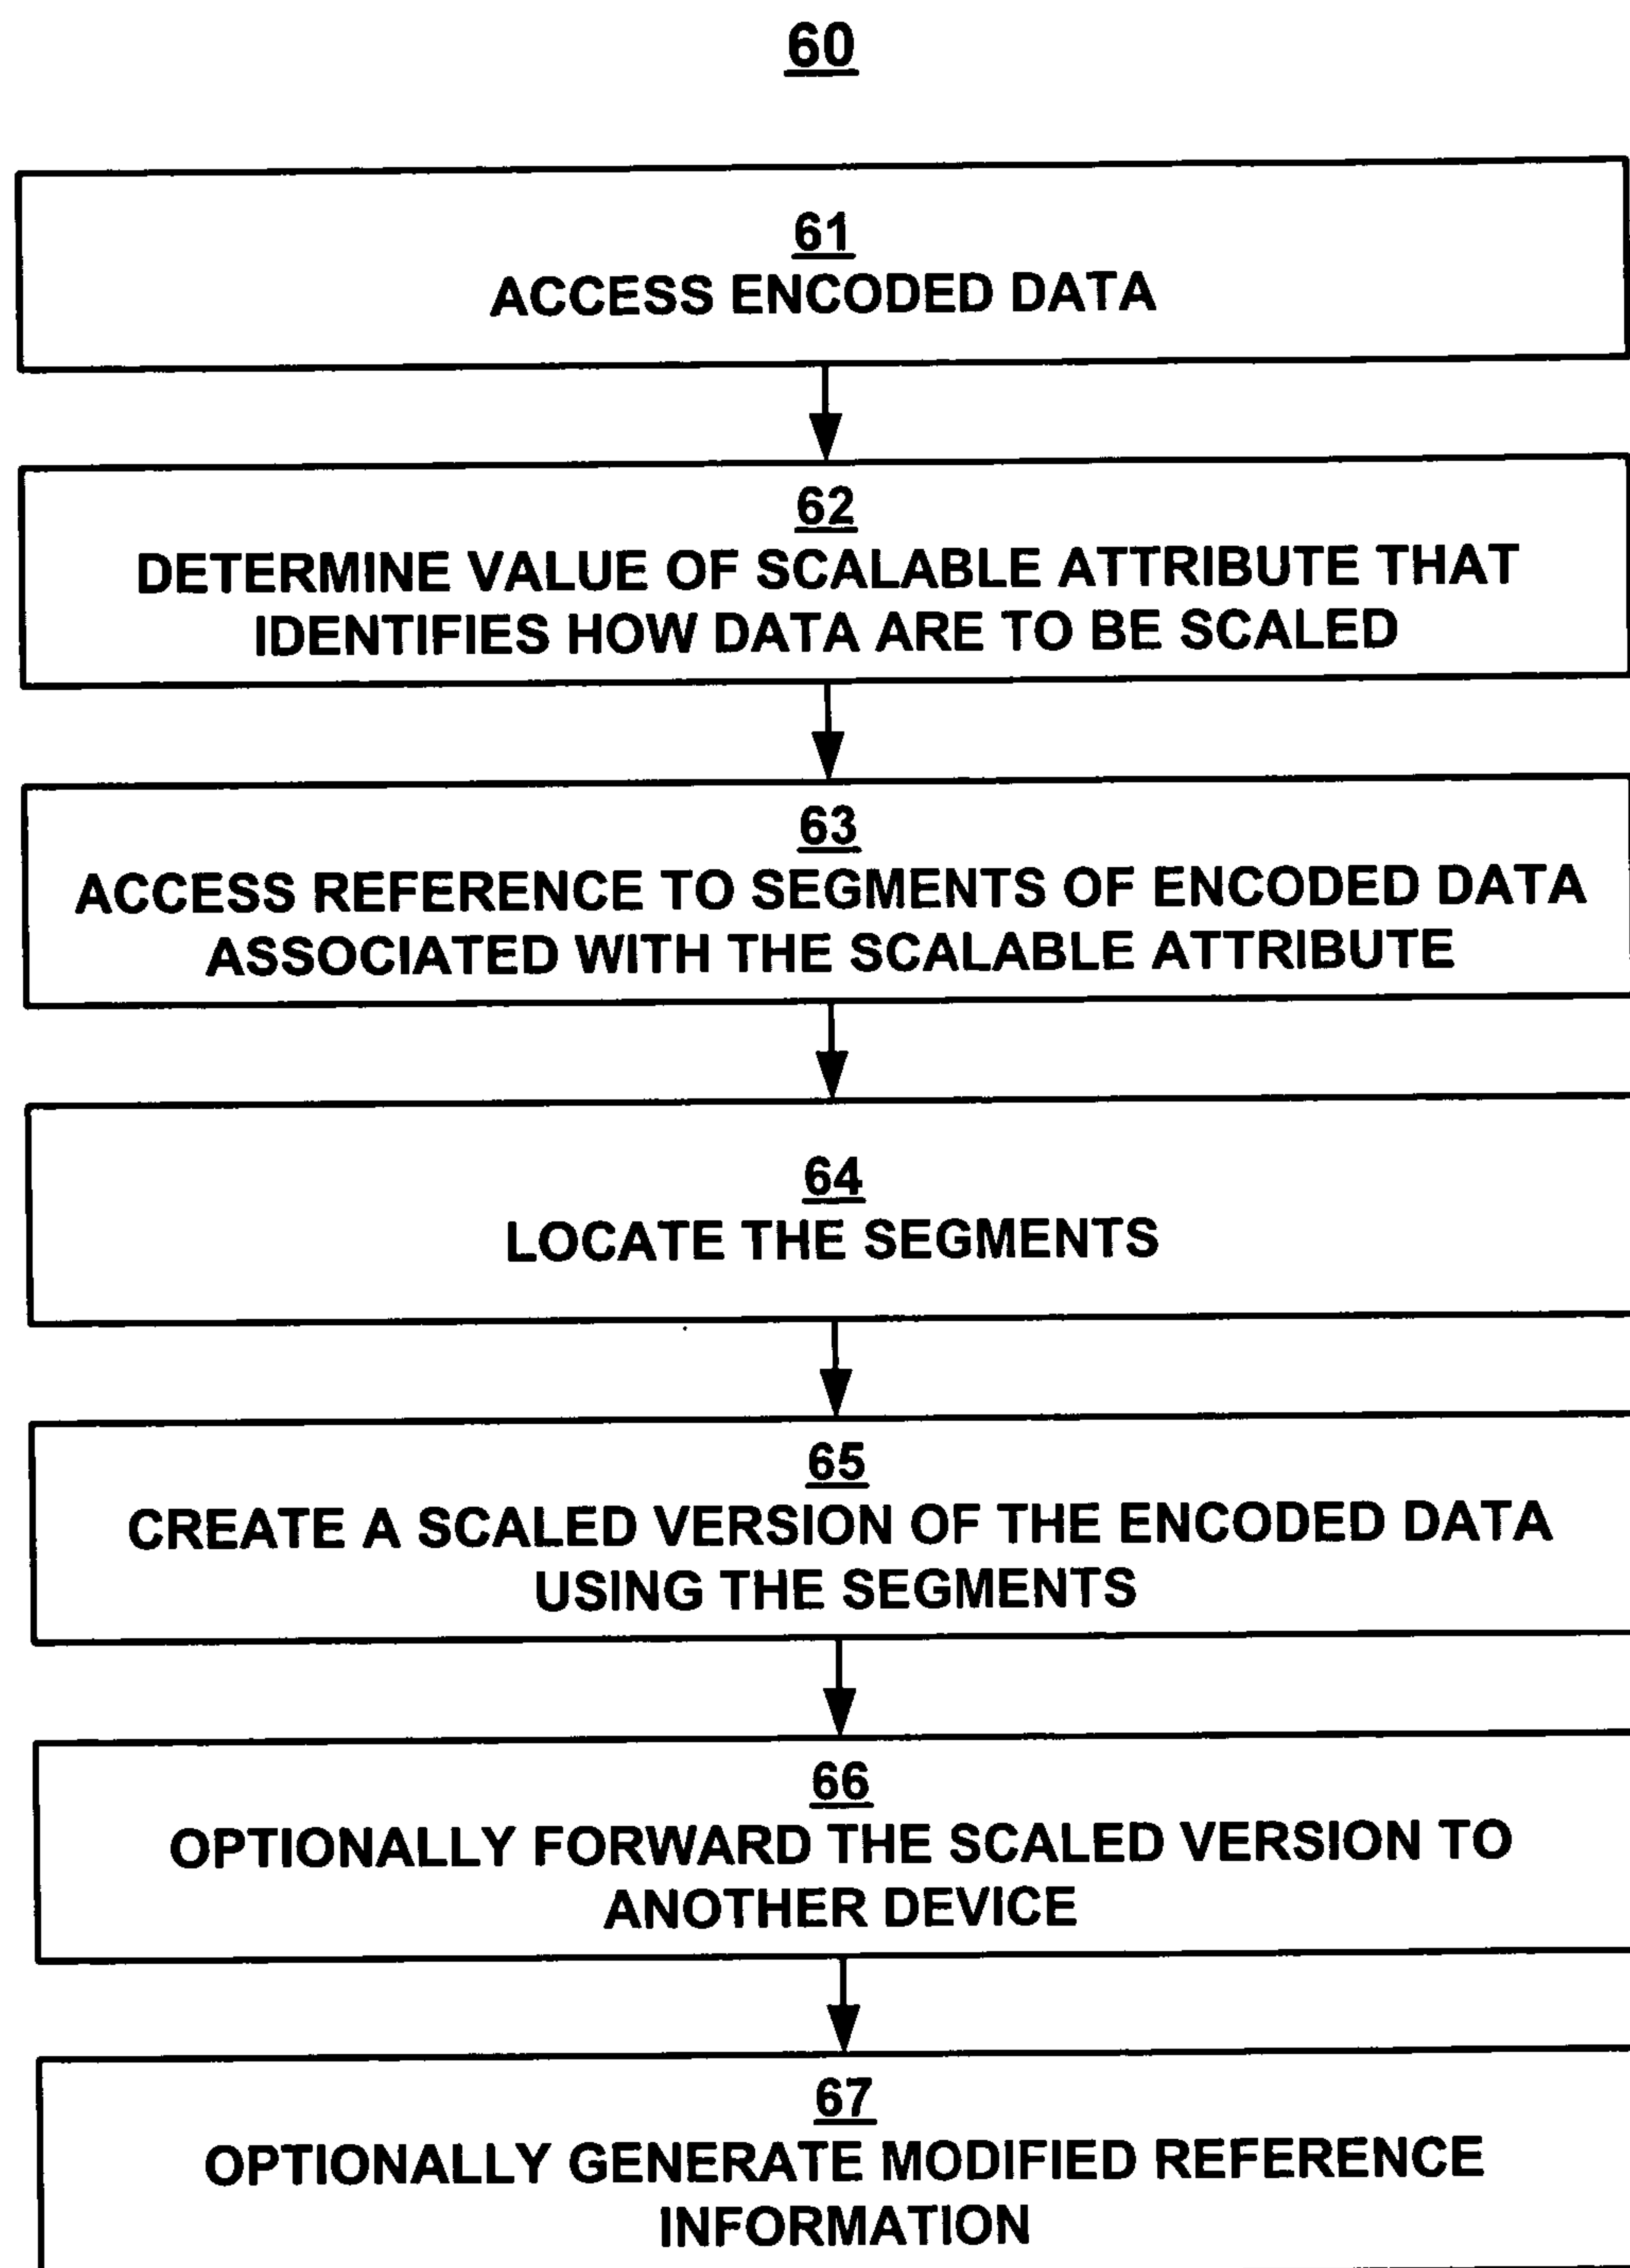 60
61
ACCESS ENCODED DATA
62
DETERMINE VALUE OF SCALABLE ATTRIBUTE THAT
IDENTIFIES HOW DATA ARE TO BE SCALED
63
ACCESS REFERENCE TO SEGMENTS OF ENCODED DATA
ASSOCIATED WITH THE SCALABLE ATTRIBUTE
64
LOCATE THE SEGMENTS
65
CREATE A SCALED VERSION OF THE ENCODED DATA
USING THE SEGMENTS
66
OPTIONALLY FORWARD THE SCALED VERSION TO
ANOTHER DEVICE
67
OPTIONALLY GENERATE MODIFIED REFERENCE
INFORMATION